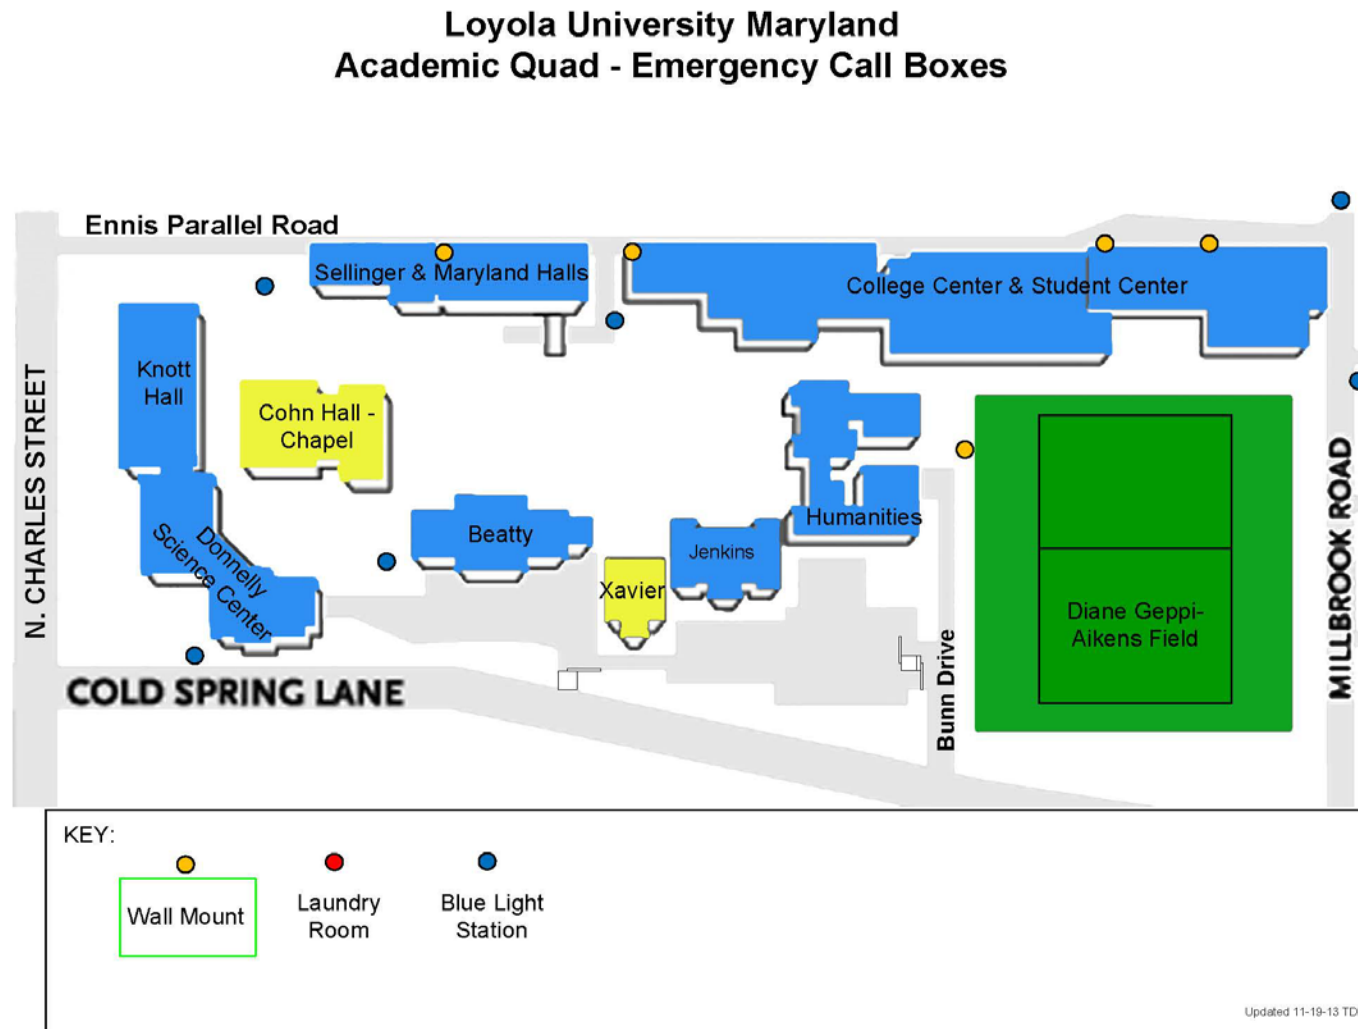 Loyola University Maryland
Academic Quad - Emergency Call Boxes
Ennis Parallel Road
Sellinger & Maryland Halls
College Center & Student Center
N. CHARLES STREET
Knott
Hall
Cohn Hall -
Chapel
MILLBROOK ROAD
Donnelly
Science Center
Beatty
Humanities
Jenkins
Xavier
Diane Geppi-
Aikens Field
Bunn Drive
COLD SPRING LANE
KEY:
Wall Mount
Laundry
Room
Blue Light
Station
Updated 11-19-13 TD